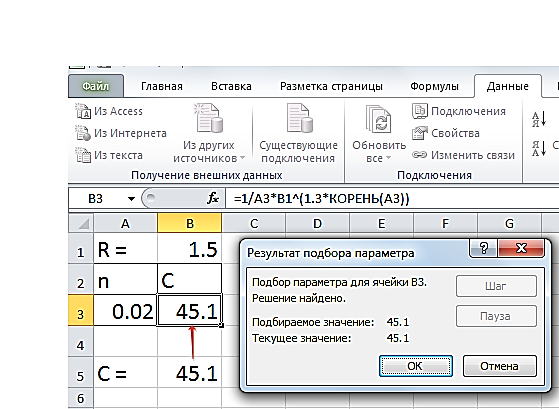 Файл Главная Вставка Разметка страницы Формулы Данные
Из Access
Из Интернета
Из текста
Из других источников
Существующие подключения
Обновить все
Подключения
Свойства
Изменить связи
А
Я
Я
А
Получение внешних данных
Подключения
B3 fx =1/A3*B1^(1.3*КОРЕНЬ(A3))
A B C D E F G
1 R = 1.5
2 n C
3 0.02 45.1
4
5 C = 45.1
6
Результат подбора параметра
Подбор параметра для ячейки B3.
Решение найдено.
Подбираемое значение: 45.1
Текущее значение: 45.1
Шаг
Пауза
ОК
Отмена